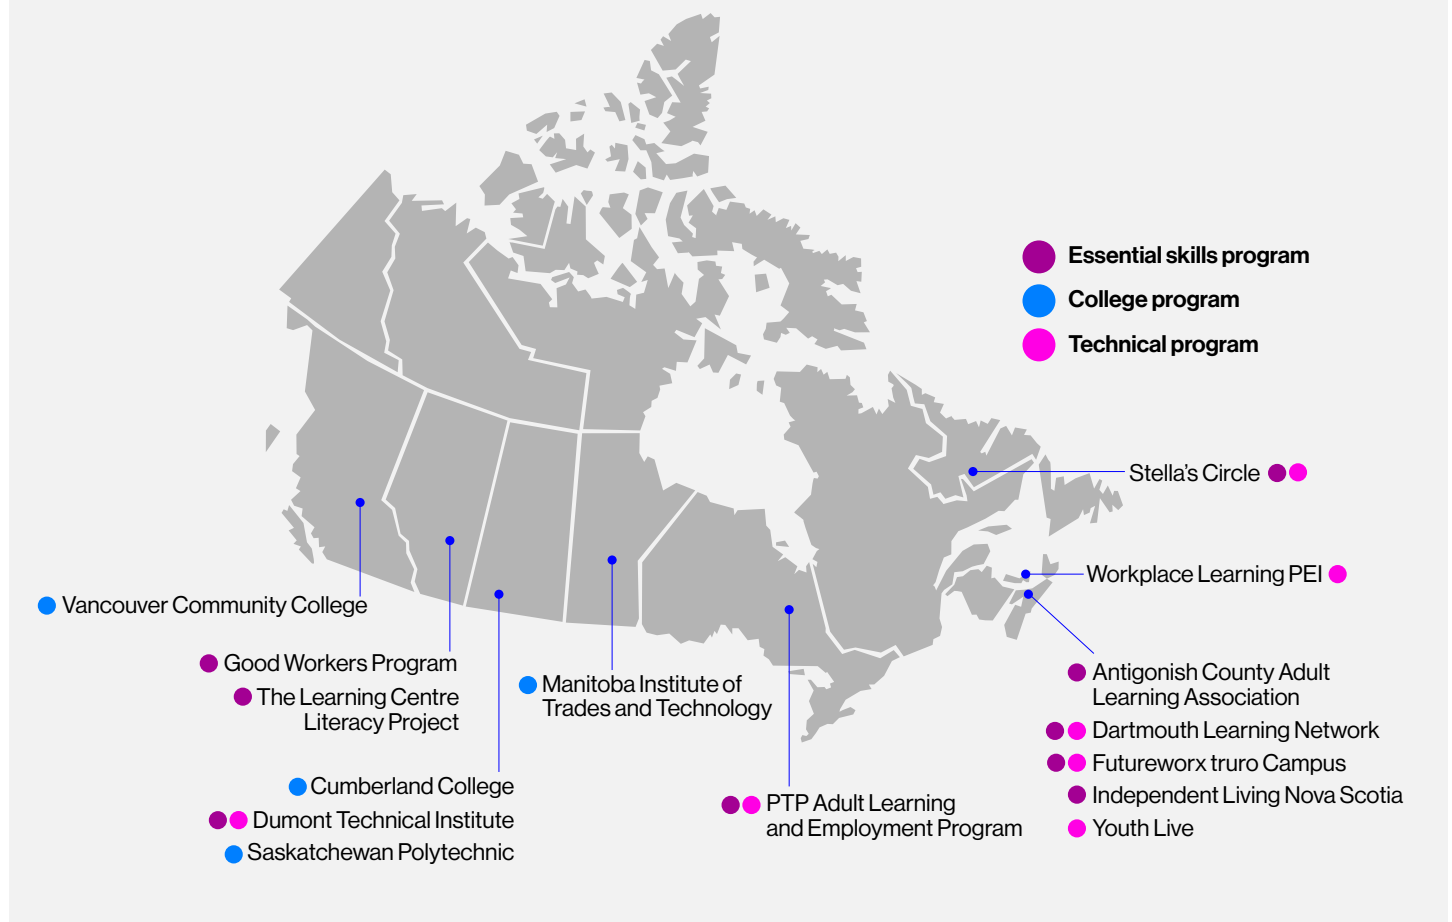 Essential skills program
College program
Technical program
Stella’s Circle
Workplace Learning PEI
Vancouver Community College
Good Workers Program
The Learning Centre
Literacy Project
Manitoba Institute of
Trades and Technology
Antigonish County Adult
Learning Association
Dartmouth Learning Network
Futureworx truro Campus
Independent Living Nova Scotia
Youth Live
Cumberland College
Dumont Technical Institute
Saskatchewan Polytechnic
PTP Adult Learning
and Employment Program